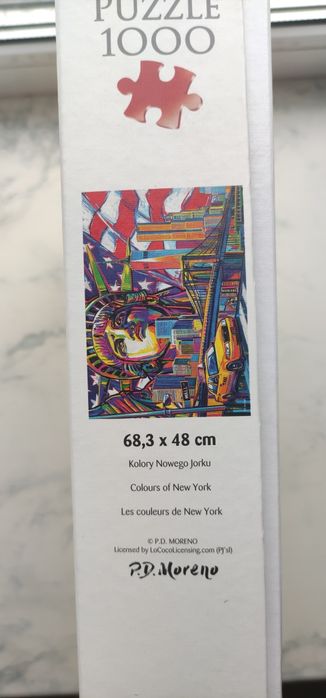 PUZZLE
1000
68,3 x 48 cm
Kolory Nowego Jorku
Colours of New York
Les couleurs de New York
© P.D. MORENO
Licensed by LoCocoLicensing.com (PJ'sl)
P.D. Moreno